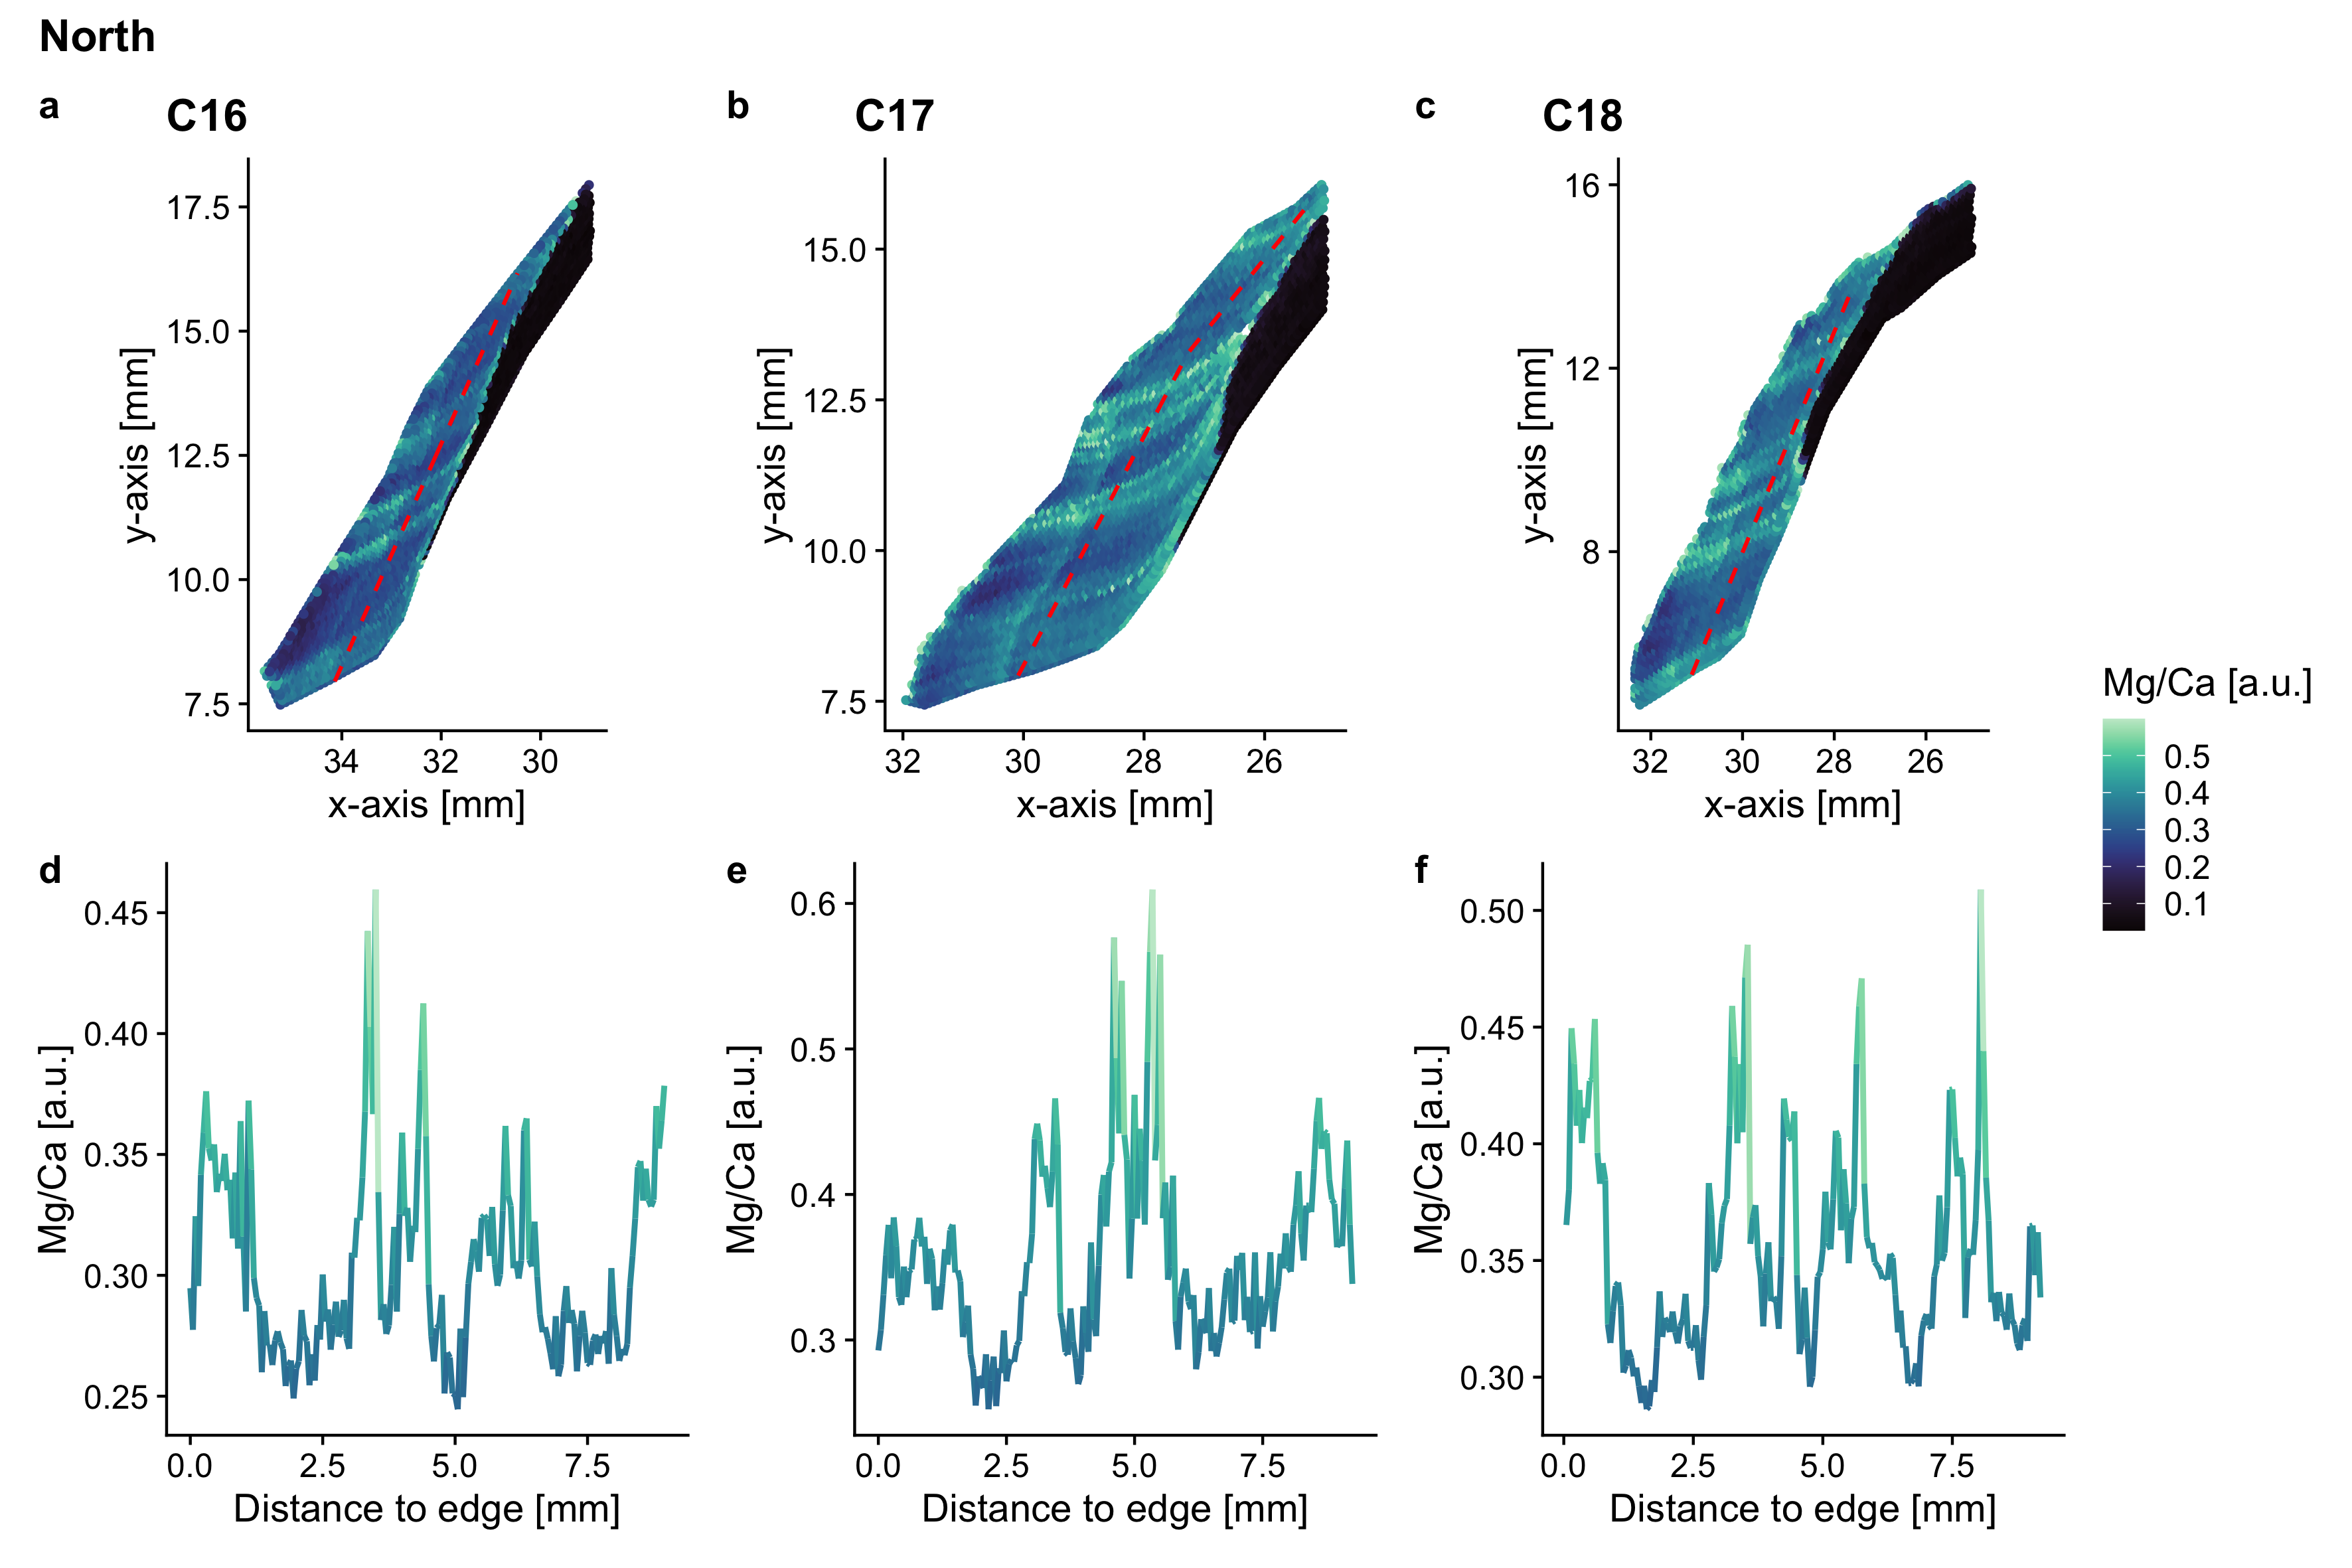 North
a C16
17.5
15.0
12.5
10.0
7.5
y-axis [mm]
34 32 30
x-axis [mm]
b C17
15.0
12.5
10.0
7.5
y-axis [mm]
32 30 28 26
x-axis [mm]
c C18
16
12
8
y-axis [mm]
32 30 28 26
x-axis [mm]
Mg/Ca [a.u.]
0.5
0.4
0.3
0.2
0.1
d
0.45
0.40
0.35
0.30
0.25
Mg/Ca [a.u.]
0.0 2.5 5.0 7.5
Distance to edge [mm]
e
0.6
0.5
0.4
0.3
Mg/Ca [a.u.]
0.0 2.5 5.0 7.5
Distance to edge [mm]
f
0.50
0.45
0.40
0.35
0.30
Mg/Ca [a.u.]
0.0 2.5 5.0 7.5
Distance to edge [mm]